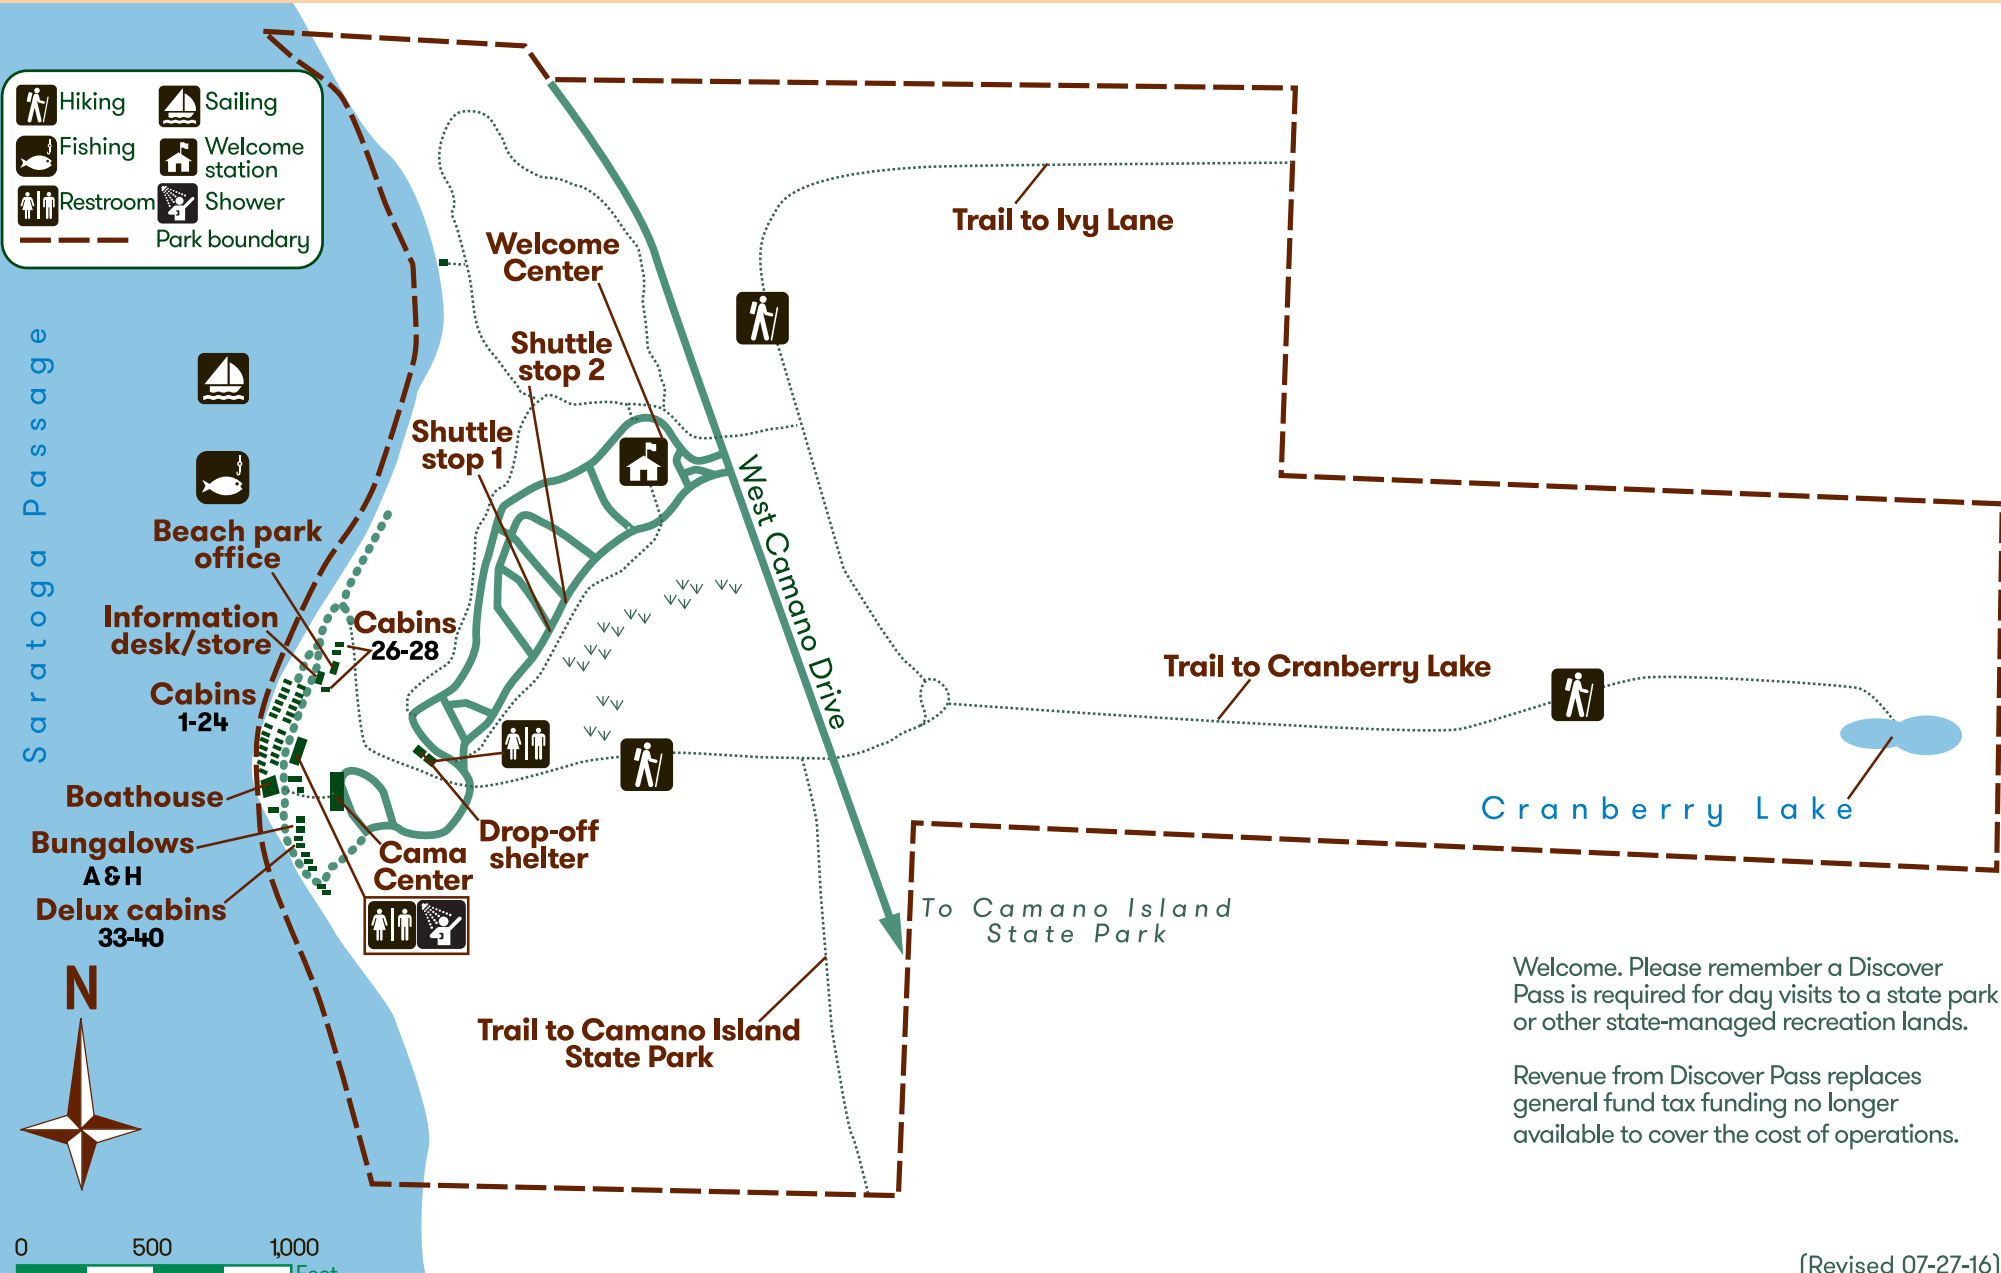 Hiking
Sailing
Fishing
Welcome
station
Restroom
Shower
Park boundary
Saratoga Passage
Welcome
Center
Shuttle
stop 2
Shuttle
stop 1
Trail to Ivy Lane
Beach park
office
Information
desk/store
Cabins
26-28
Cabins
1-24
West Camano Drive
Trail to Cranberry Lake
Boathouse
Bungalows
A & H
Delux cabins
33-40
Cama
Center
Drop-off
shelter
Cranberry Lake
To Camano Island
State Park
Trail to Camano Island
State Park
N
Welcome. Please remember a Discover
Pass is required for day visits to a state park
or other state-managed recreation lands.
Revenue from Discover Pass replaces
general fund tax funding no longer
available to cover the cost of operations.
0 500 1,000
Feet
(Revised 07-27-16)